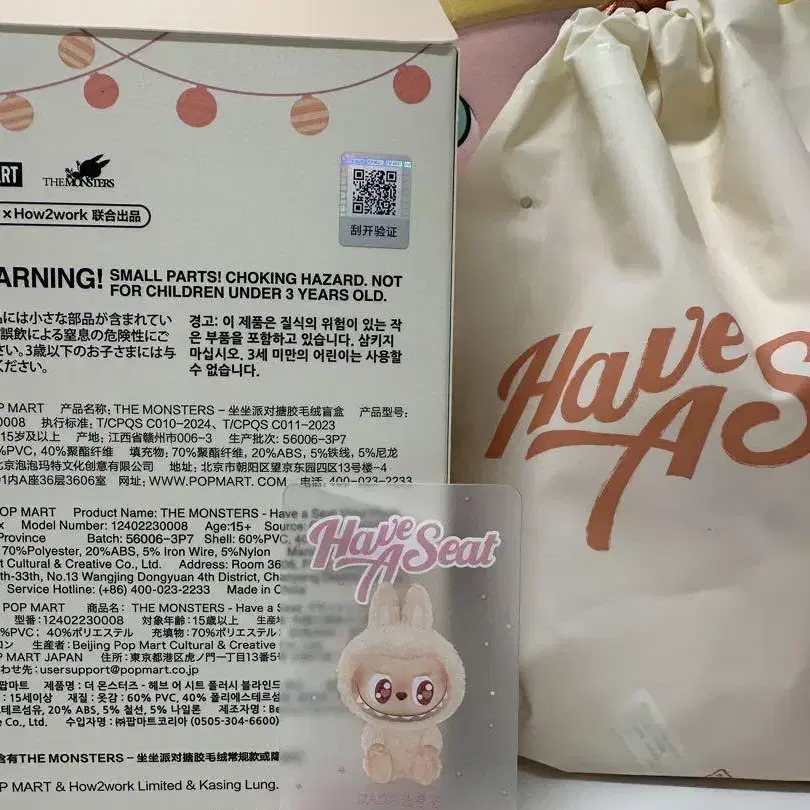 ART
THEMONSTERS
×How2work 联合出品
刮开验证
ARNING! SMALL PARTS! CHOKING HAZARD. NOT
FOR CHILDREN UNDER 3 YEARS OLD.
には小さな部品が含まれてい
誤飲による窒息の危険性にご
さい。3歳以下のお子さまには与
ください。
경고: 이 제품은 질식의 위험이 있는 작
은 부품을 포함하고 있습니다. 삼키지
마십시오. 3세 미만의 어린이는 사용할
수 없습니다.
OP MART 产品名称: THE MONSTERS – 坐坐派对搪胶毛绒盲盒 产品型号:
0008 执行标准: T/CPQS C010-2024、T/CPQS C011-2023
15岁及以上 产地: 江西省赣州市006-3 生产批次: 56006-3P7
%PVC, 40%聚酯纤维 填充物: 70%聚酯纤维, 20%ABS, 5%铁线, 5%尼龙
北京泡泡玛特文化创意有限公司 地址: 北京市朝阳区望京东园四区13号楼-4
01内A座36层3606室 网址: WWW.POPMART.COM 电话: 400-023-2233
POP MART Product Name: THE MONSTERS - Have a Seat
x Model Number: 12402230008 Age:15+ Source:
Province Batch: 56006-3P7 Shell: 60%PVC,
70%Polyester, 20%ABS, 5% Iron Wire, 5%Nylon
t Cultural & Creative Co., Ltd. Address: Room 360
th-33th, No.13 Wangjing Dongyuan 4th District, Chaoyang
Service Hotline: (+86) 400-023-2233 Made in C
POP MART 商品名: THE MONSTERS - Have a S
型番: 12402230008 対象年齢: 15歳以上
%PVC; 40%ポリエステル 充填物: 70%ポリエステル
ロン 生産者: Beijing Pop Mart Cultural & Creative
P MART JAPAN 住所: 東京都港区虎ノ門一丁目13番5
わせ先: usersupport@popmart.co.jp
팝마트 제품명: 더 몬스터즈 - 헤브 어 시트 플러시 블라인드
: 15세이상 재질: 겉감: 60% PVC, 40% 폴리에스테르
테르섬유, 20% ABS, 5% 철선, 5% 나일론 제조자명: Be
e Co., Ltd. 수입자명: ㈜팝마트코리아 (0505-304-6600)
含有THE MONSTERS – 坐坐派对搪胶毛绒常规款或隐
OP MART & How2work Limited & Kasing Lung.
Have
A Seat
Have
A S